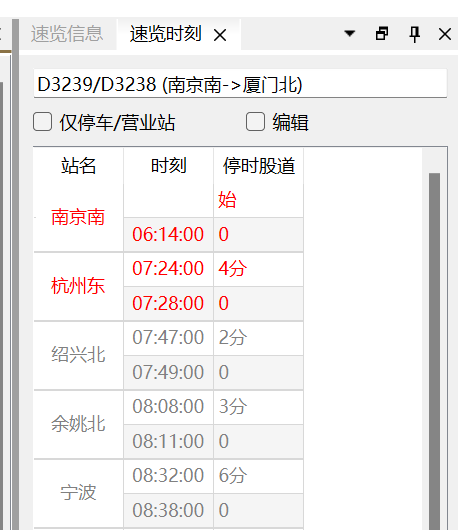 速览信息 速览时刻
D3239/D3238 (南京南->厦门北)
仅停车/营业站 编辑
站名 时刻 停时股道
南京南 始
06:14:00 0
杭州东 07:24:00 4分
07:28:00 0
绍兴北 07:47:00 2分
07:49:00 0
余姚北 08:08:00 3分
08:11:00 0
宁波 08:32:00 6分
08:38:00 0